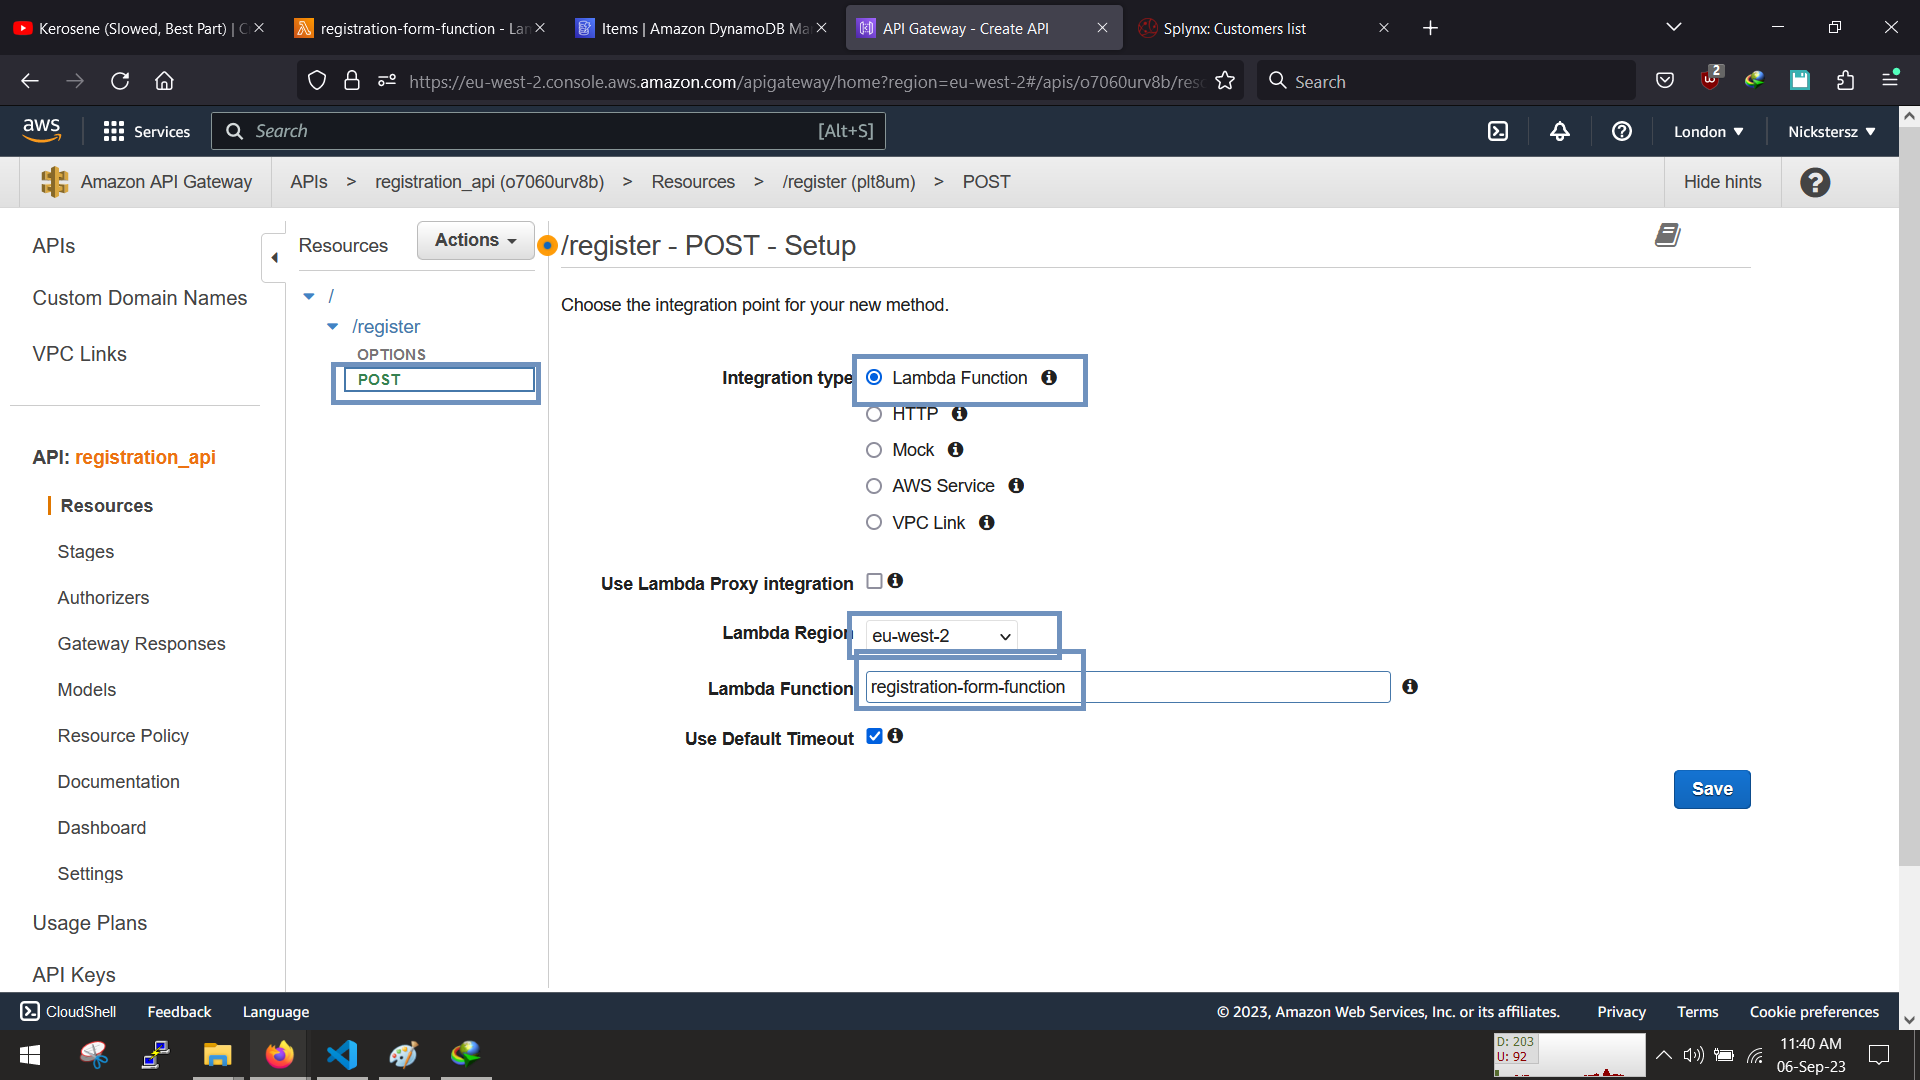 Kerosene (Slowed, Best Part) | C
registration-form-function - Lan
Items | Amazon DynamoDB Ma
API Gateway - Create API
Splynx: Customers list
https://eu-west-2.console.aws.amazon.com/apigateway/home?region=eu-west-2#/apis/o7060urv8b/reso
Search
2
aws
Services
Search
[Alt+S]
London
Nickstersz
Amazon API Gateway
APIs > registration_api (o7060urv8b) > Resources > /register (plt8um) > POST
Hide hints
APIs
Custom Domain Names
VPC Links
API: registration_api
Resources
Stages
Authorizers
Gateway Responses
Models
Resource Policy
Documentation
Dashboard
Settings
Usage Plans
API Keys
Resources
Actions
/
/register
OPTIONS
POST
/register - POST - Setup
Choose the integration point for your new method.
Integration type
Lambda Function
HTTP
Mock
AWS Service
VPC Link
Use Lambda Proxy integration
Lambda Region
eu-west-2
Lambda Function
registration-form-function
Use Default Timeout
Save
CloudShell
Feedback
Language
© 2023, Amazon Web Services, Inc. or its affiliates.
Privacy
Terms
Cookie preferences
D: 203
U: 92
11:40 AM
06-Sep-23